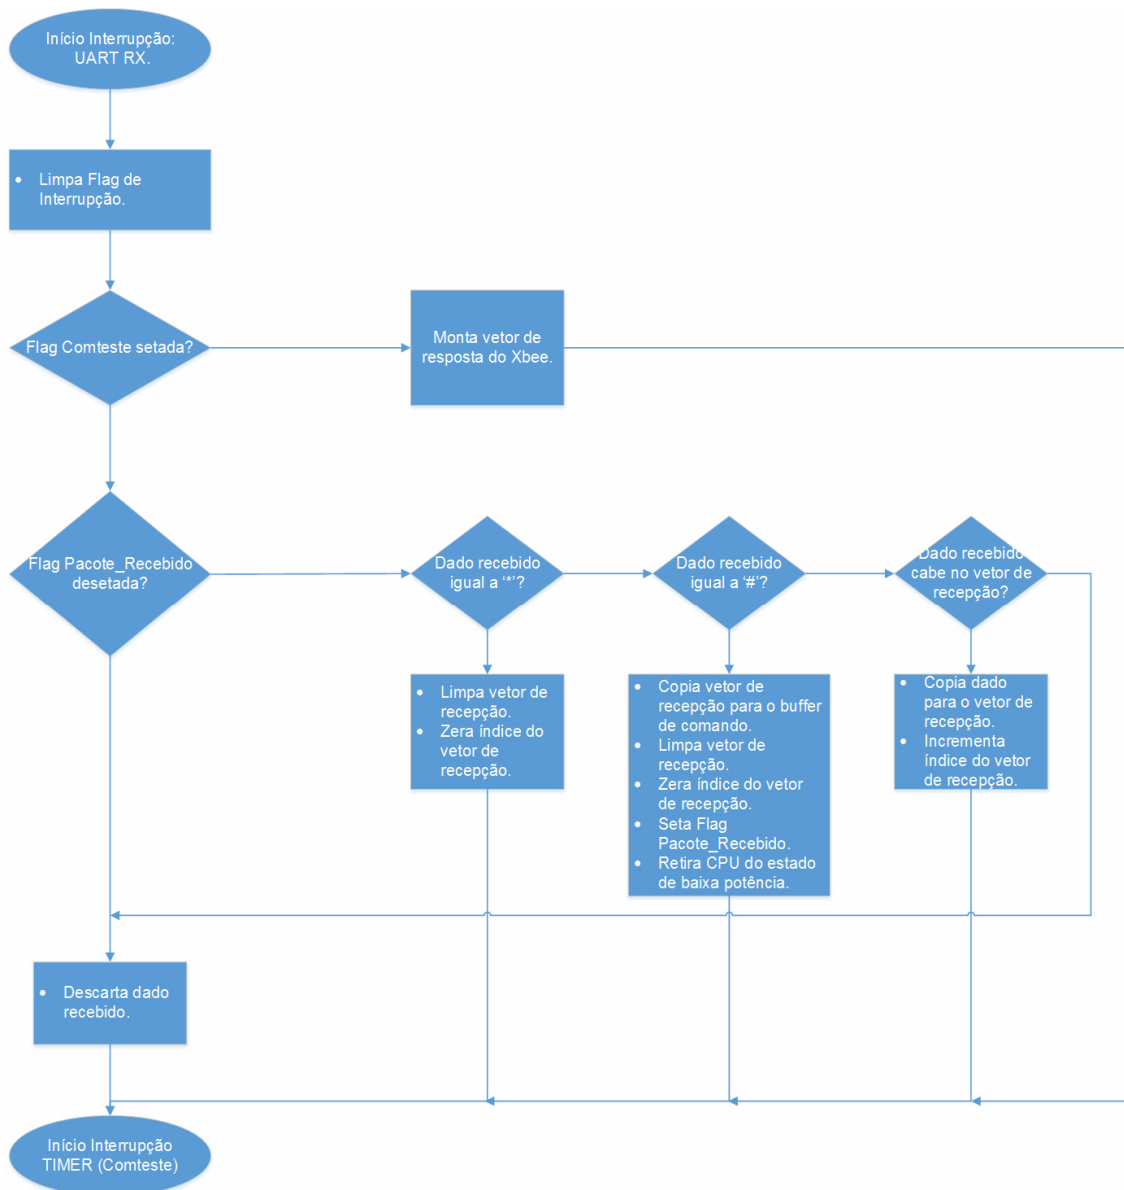 Início Interrupção:
UART RX.
• Limpa Flag de
Interrupção.
Flag Comteste setada?
Monta vetor de
resposta do Xbee.
Flag Pacote_Recebido
desetada?
Dado recebido
igual a ‘*’?
Dado recebido
igual a ‘#’?
Dado recebido
cabe no vetor de
recepção?
• Limpa vetor de
recepção.
• Zera índice do
vetor de
recepção.
• Copia vetor de
recepção para o buffer
de comando.
• Limpa vetor de
recepção.
• Zera índice do vetor
de recepção.
• Seta Flag
Pacote_Recebido.
• Retira CPU do estado
de baixa potência.
• Copia dado
para o vetor de
recepção.
• Incrementa
índice do vetor
de recepção.
• Descarta dado
recebido.
Início Interrupção
TIMER (Comteste)